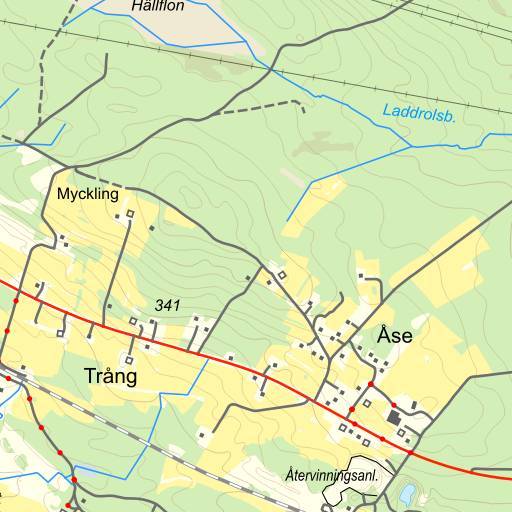 Hällflon
Laddrolsb.
Myckling
341
Åse
Trång
Återvinningsanl.